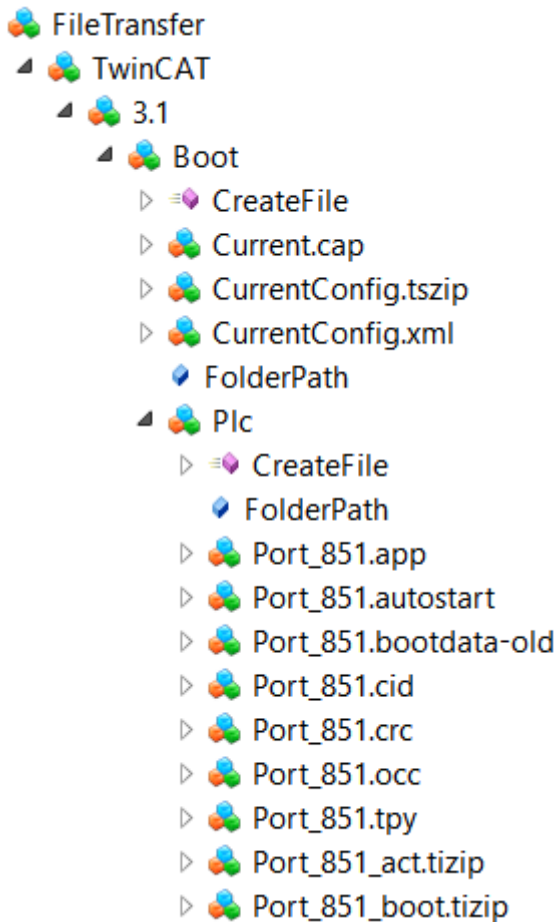 FileTransfer
TwinCAT
3.1
Boot
CreateFile
Current.cap
CurrentConfig.tszip
CurrentConfig.xml
FolderPath
Plc
CreateFile
FolderPath
Port_851.app
Port_851.autostart
Port_851.bootdata-old
Port_851.cid
Port_851.crc
Port_851.occ
Port_851.tpy
Port_851_act.tizip
Port_851_boot.tizip